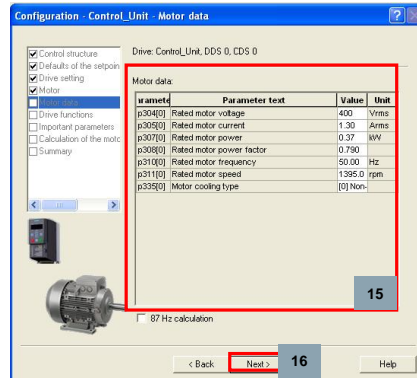 Configuration - Control_Unit - Motor data
Control structure
Defaults of the setpoin
Drive setting
Motor
Motor data
Drive functions
Important parameters
Calculation of the motc
Summary
Drive: Control_Unit, DDS 0, CDS 0
Motor data:
aramete Parameter text Value Unit
p304[0] Rated motor voltage 400 Vrms
p305[0] Rated motor current 1.30 Arms
p307[0] Rated motor power 0.37 kW
p308[0] Rated motor power factor 0.790
p310[0] Rated motor frequency 50.00 Hz
p311[0] Rated motor speed 1395.0 rpm
p335[0] Motor cooling type [0] Non-
15
87 Hz calculation
< Back Next > 16 Help